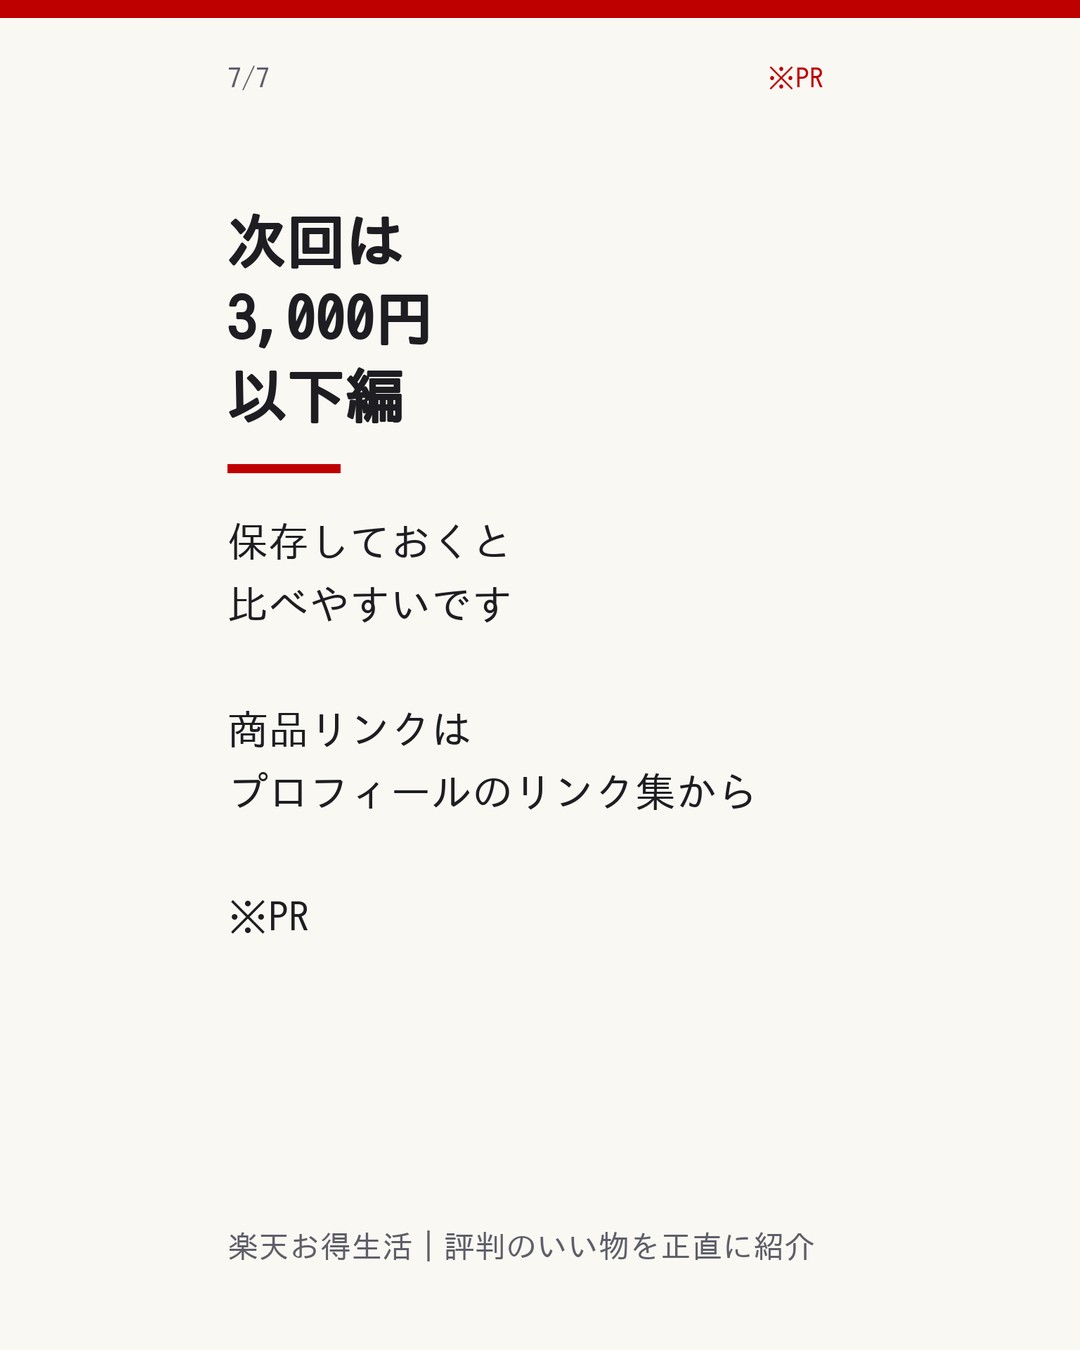 7/7
※PR
次回は
3,000円
以下編
保存しておくと
比べやすいです
商品リンクは
プロフィールのリンク集から
※PR
楽天お得生活｜評判のいい物を正直に紹介